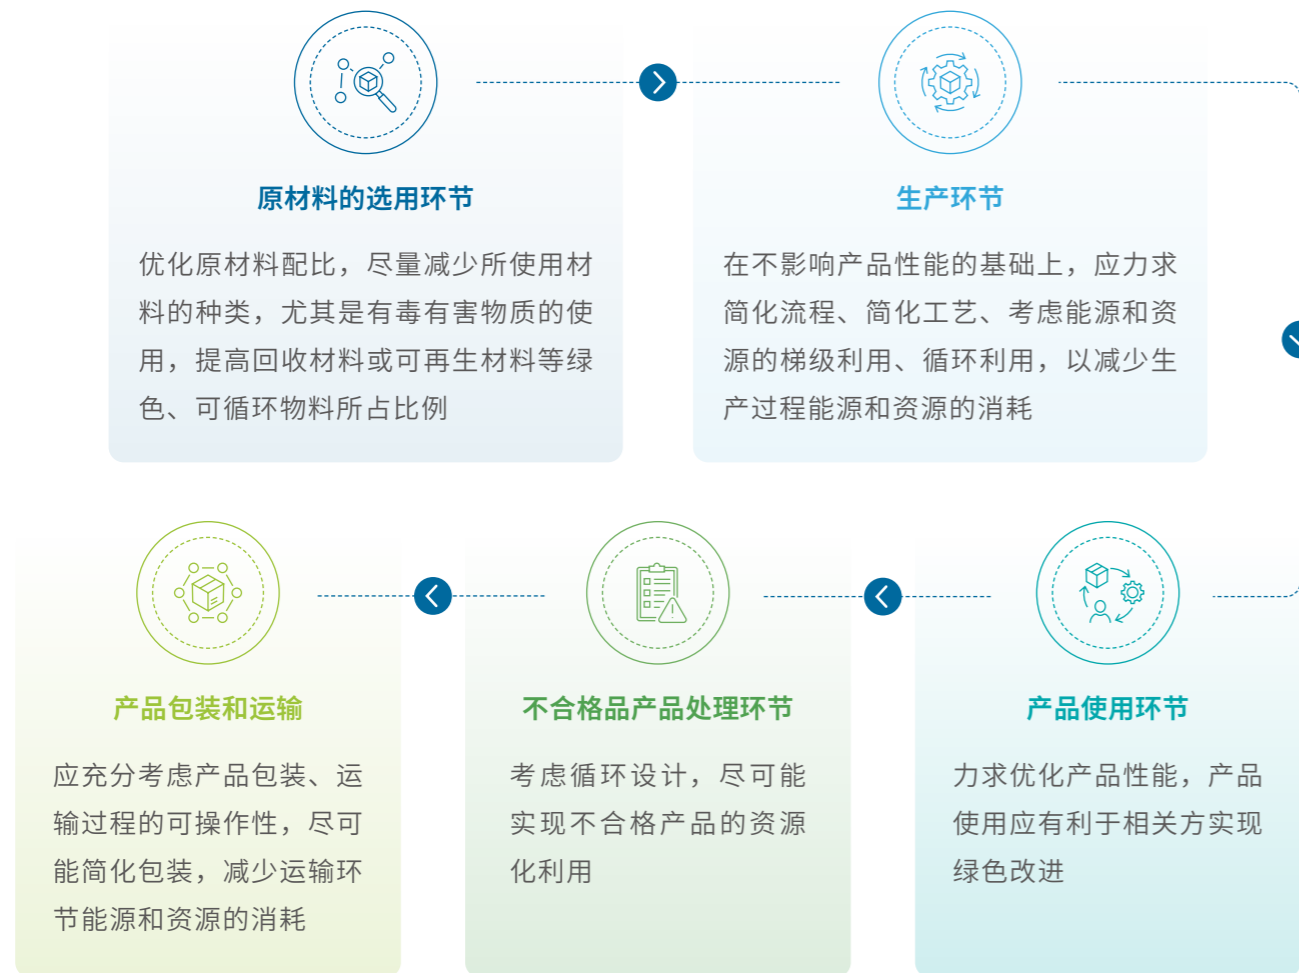 原材料的选用环节
优化原材料配比，尽量减少所使用材
料的种类，尤其是有毒有害物质的使
用，提高回收材料或可再生材料等绿
色、可循环物料所占比例
生产环节
在不影响产品性能的基础上，应力求
简化流程、简化工艺、考虑能源和资
源的梯级利用、循环利用，以减少生
产过程能源和资源的消耗
产品包装和运输
应充分考虑产品包装、运
输过程的可操作性，尽可
能简化包装，减少运输环
节能源和资源的消耗
不合格品产品处理环节
考虑循环设计，尽可能
实现不合格产品的资源
化利用
产品使用环节
力求优化产品性能，产品
使用应有利于相关方实现
绿色改进